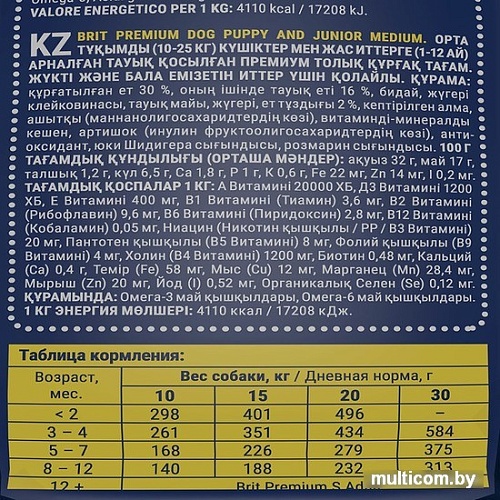 VALORE ENERGETICO PER 1 KG: 4110 kcal / 17208 kJ.
KZ BRIT PREMIUM DOG PUPPY AND JUNIOR MEDIUM. ОРТА
ТҰҚЫМДЫ (10-25 КГ) КҮШІКТЕР МЕН ЖАС ИТТЕРГЕ (1-12 АЙ)
АРНАЛҒАН ТАУЫҚ ҚОСЫЛҒАН ПРЕМИУМ ТОЛЫҚ ҚҰРҒАҚ ТАҒАМ,
ЖҮКТІ ЖӘНЕ БАЛА ЕМІЗЕТІН ИТТЕР ҮШІН ҚОЛАЙЛЫ. ҚҰРАМА:
құрғатылған ет 30 %, оның ішінде тауық еті 16 %, бидай, жүгері
клейковинасы, тауық майы, жүгері, ет тұздығы 2 %, кептірілген алма,
ашытқы (маннанолигосахаридтердің көзі), витаминді-минералды
кешен, артишок (инулин фруктоолигосахаридтердің көзі), анти-
оксидант, юки Шидигера сығындысы, розмарин сығындысы. 100 Г
ТАҒАМДЫҚ ҚҰНДЫЛЫҒЫ (ОРТАША МӘНДЕР): ақуыз 32 г, май 17 г,
талшық 1,2 г, күл 6,5 г, Ca 1,8 г, P 1 г, K 0,6 г, Fe 22 мг, Zn 14 мг, I 0,2 мг.
ТАҒАМДЫҚ ҚОСПАЛАР 1 КГ: А Витамині 20000 ХБ, Д3 Витамині 1200
ХБ, Е Витамині 400 мг, В1 Витамині (Тиамин) 3,6 мг, В2 Витамині
(Рибофлавин) 9,6 мг, В6 Витамині (Пиридоксин) 2,8 мг, В12 Витамині
(Кобаламин) 0,05 мг, Ниацин (Никотин қышқылы / РР / В3 Витамині)
20 мг, Пантотен қышқылы (В5 Витамині) 8 мг, Фолий қышқылы (В9
Витамині) 4 мг, Холин (В4 Витамині) 1200 мг, Биотин 0,48 мг, Кальций
(Ca) 0,4 г, Темір (Fe) 58 мг, Мыс (Cu) 12 мг, Марганец (Mn) 28,4 мг,
Мырыш (Zn) 20 мг, Йод (I) 0,52 мг, Органикалық Селен (Se) 0,12 мг.
ҚҰРАМЫНДА: Омега-3 май қышқылдары, Омега-6 май қышқылдары.
1 КГ ЭНЕРГИЯ МӨЛШЕРІ: 4110 ккал / 17208 кДж.
Таблица кормления:
Возраст, мес. Вес собаки, кг / Дневная норма, г
10 15 20 30
< 2 298 401 496 –
3 – 4 261 351 434 584
5 – 7 168 226 279 375
8 – 12 140 188 232 313
12 + Brit Premium S Adult
multicom.by